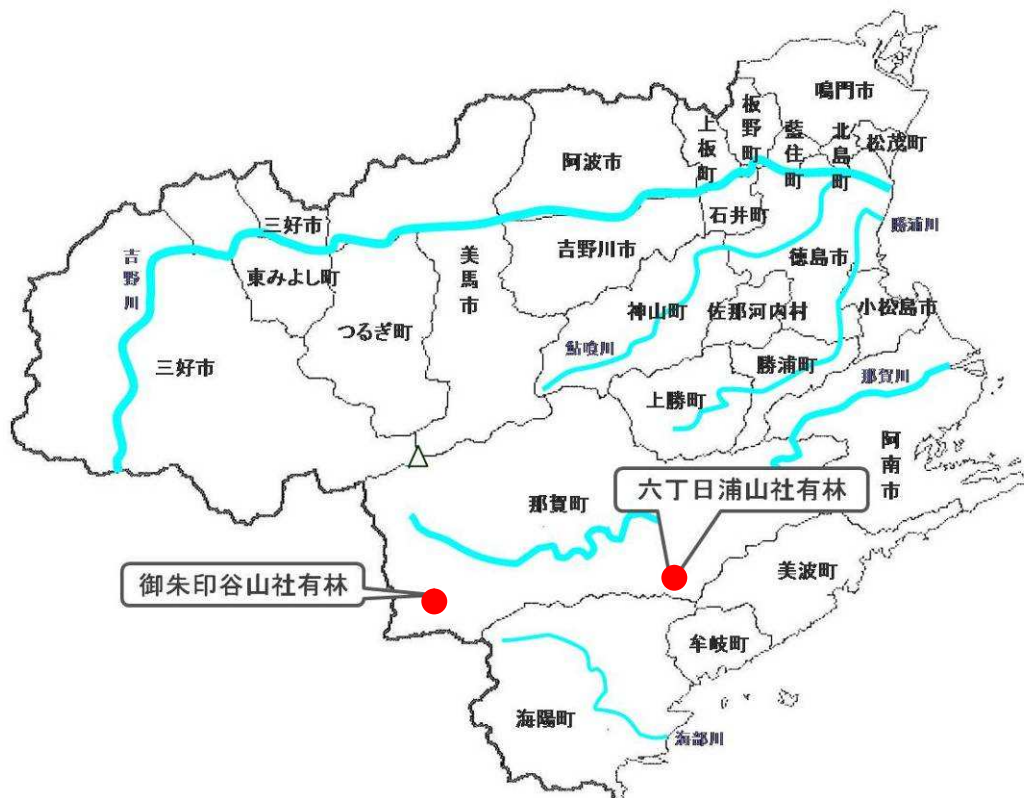 鳴門市
板野町
上板町
藍住町
北島町
松茂町
阿波市
三好市
石井町
勝浦川
吉野川
東みよし町
美馬市
吉野川市
徳島市
つるぎ町
神山町
佐那河内村
小松島市
鮎喰川
三好市
勝浦町
那賀川
上勝町
阿南市
六丁日浦山社有林
那賀町
御朱印谷山社有林
美波町
牟岐町
海陽町
海部川